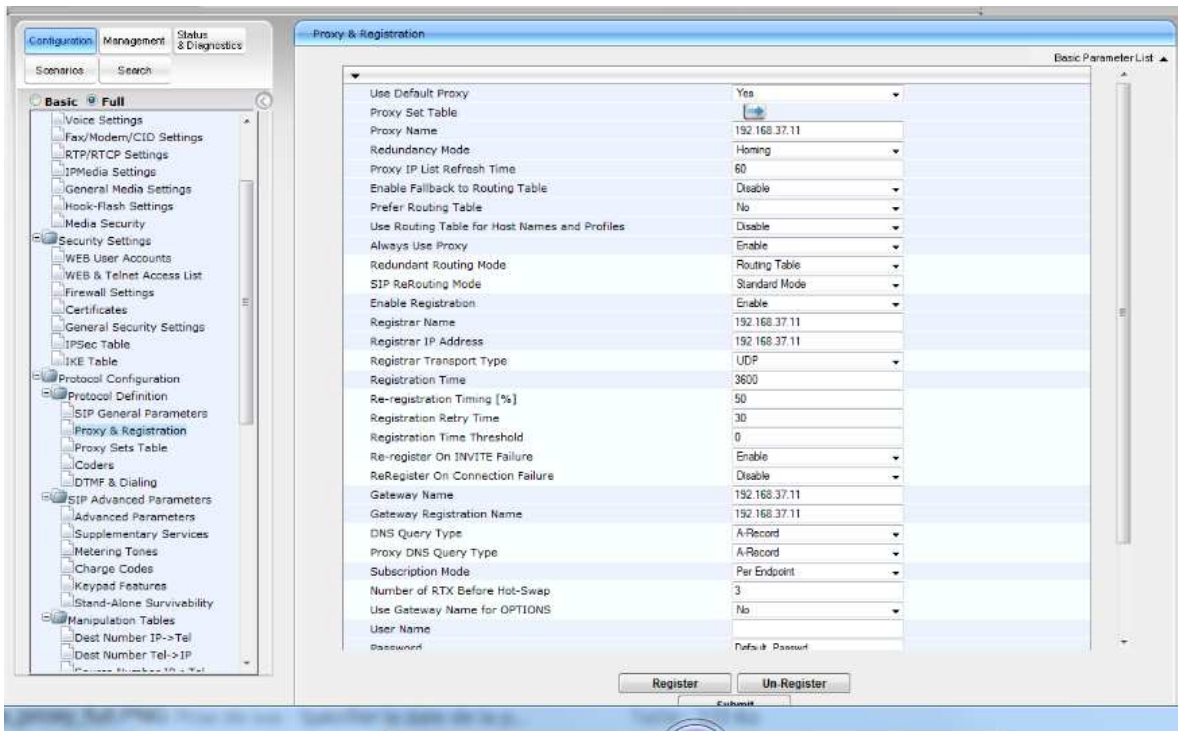 Configuration Management Status & Diagnostics
Scenarios Search
Basic Full
Voice Settings
Fax/Modem/CID Settings
RTP/RTCP Settings
IPMedia Settings
General Media Settings
Hook-Flash Settings
Media Security
Security Settings
WEB User Accounts
WEB & Telnet Access List
Firewall Settings
Certificates
General Security Settings
IPSec Table
IKE Table
Protocol Configuration
Protocol Definition
SIP General Parameters
Proxy & Registration
Proxy Sets Table
Coders
DTMF & Dialing
SIP Advanced Parameters
Advanced Parameters
Supplementary Services
Metering Tones
Charge Codes
Keypad Features
Stand-Alone Survivability
Manipulation Tables
Dest Number IP->Tel
Dest Number Tel->IP
Proxy & Registration
Basic Parameter List
Use Default Proxy Yes
Proxy Set Table
Proxy Name 192.168.37.11
Redundancy Mode Homing
Proxy IP List Refresh Time 60
Enable Fallback to Routing Table Disable
Prefer Routing Table No
Use Routing Table for Host Names and Profiles Disable
Always Use Proxy Enable
Redundant Routing Mode Routing Table
SIP ReRouting Mode Standard Mode
Enable Registration Enable
Registrar Name 192.168.37.11
Registrar IP Address 192.168.37.11
Registrar Transport Type UDP
Registration Time 3600
Re-registration Timing [%] 50
Registration Retry Time 30
Registration Time Threshold 0
Re-register On INVITE Failure Enable
ReRegister On Connection Failure Disable
Gateway Name 192.168.37.11
Gateway Registration Name 192.168.37.11
DNS Query Type A-Record
Proxy DNS Query Type A-Record
Subscription Mode Per Endpoint
Number of RTX Before Hot-Swap 3
Use Gateway Name for OPTIONS No
User Name
Password Default_Passwd
Register Un-Register
Submit